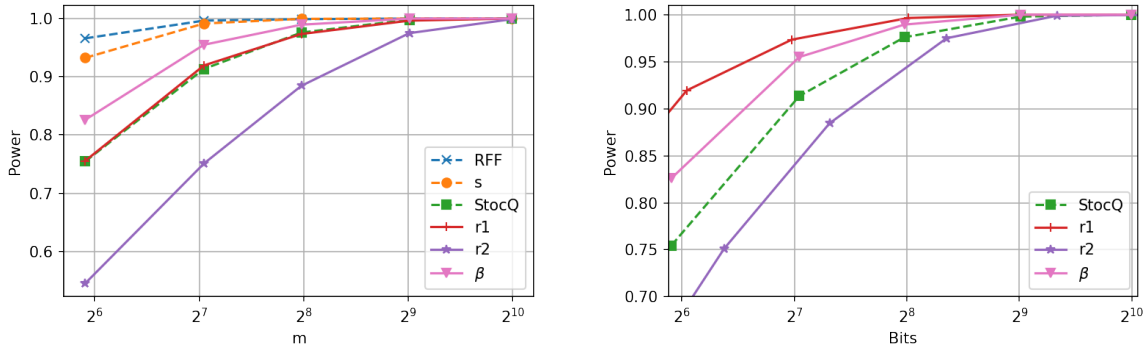 1.0
0.9
0.8
0.7
0.6
Power
2^6
2^7
2^8
2^9
2^10
m
RFF
s
StocQ
r1
r2
β
1.00
0.95
0.90
0.85
0.80
0.75
0.70
Power
2^6
2^7
2^8
2^9
2^10
Bits
StocQ
r1
r2
β